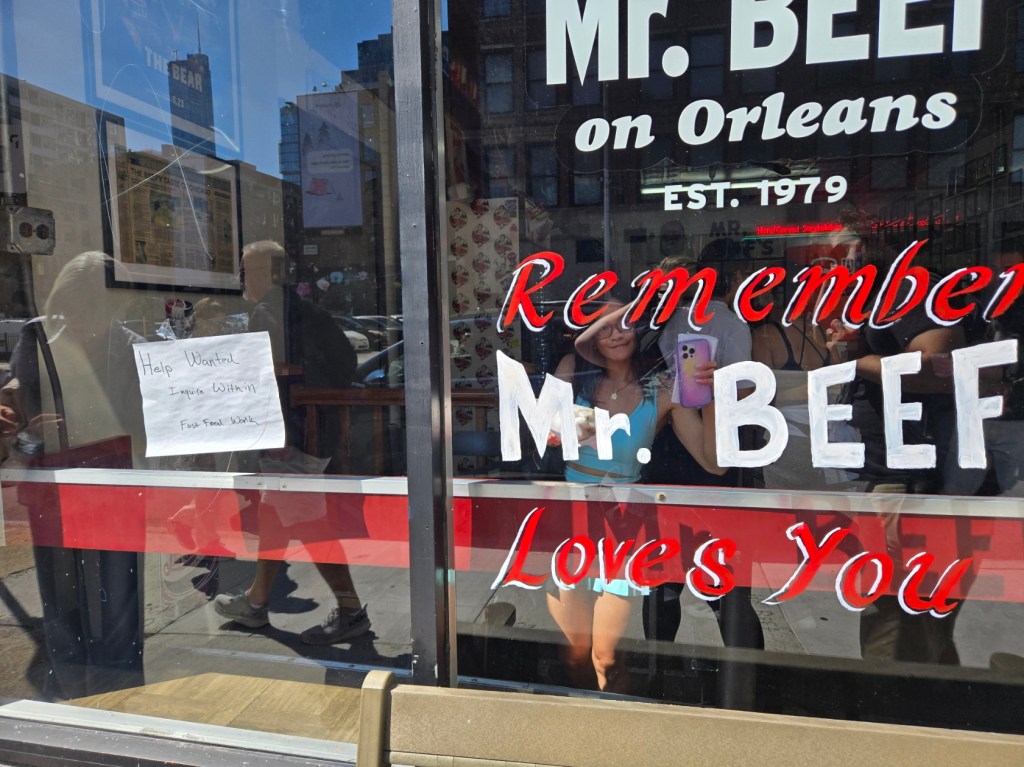 THE BEAR
Mr. BEEF
on Orleans
EST. 1979
Remember
Mr. BEEF
Loves You
Help Wanted
Inquire Within
Fast Food Work